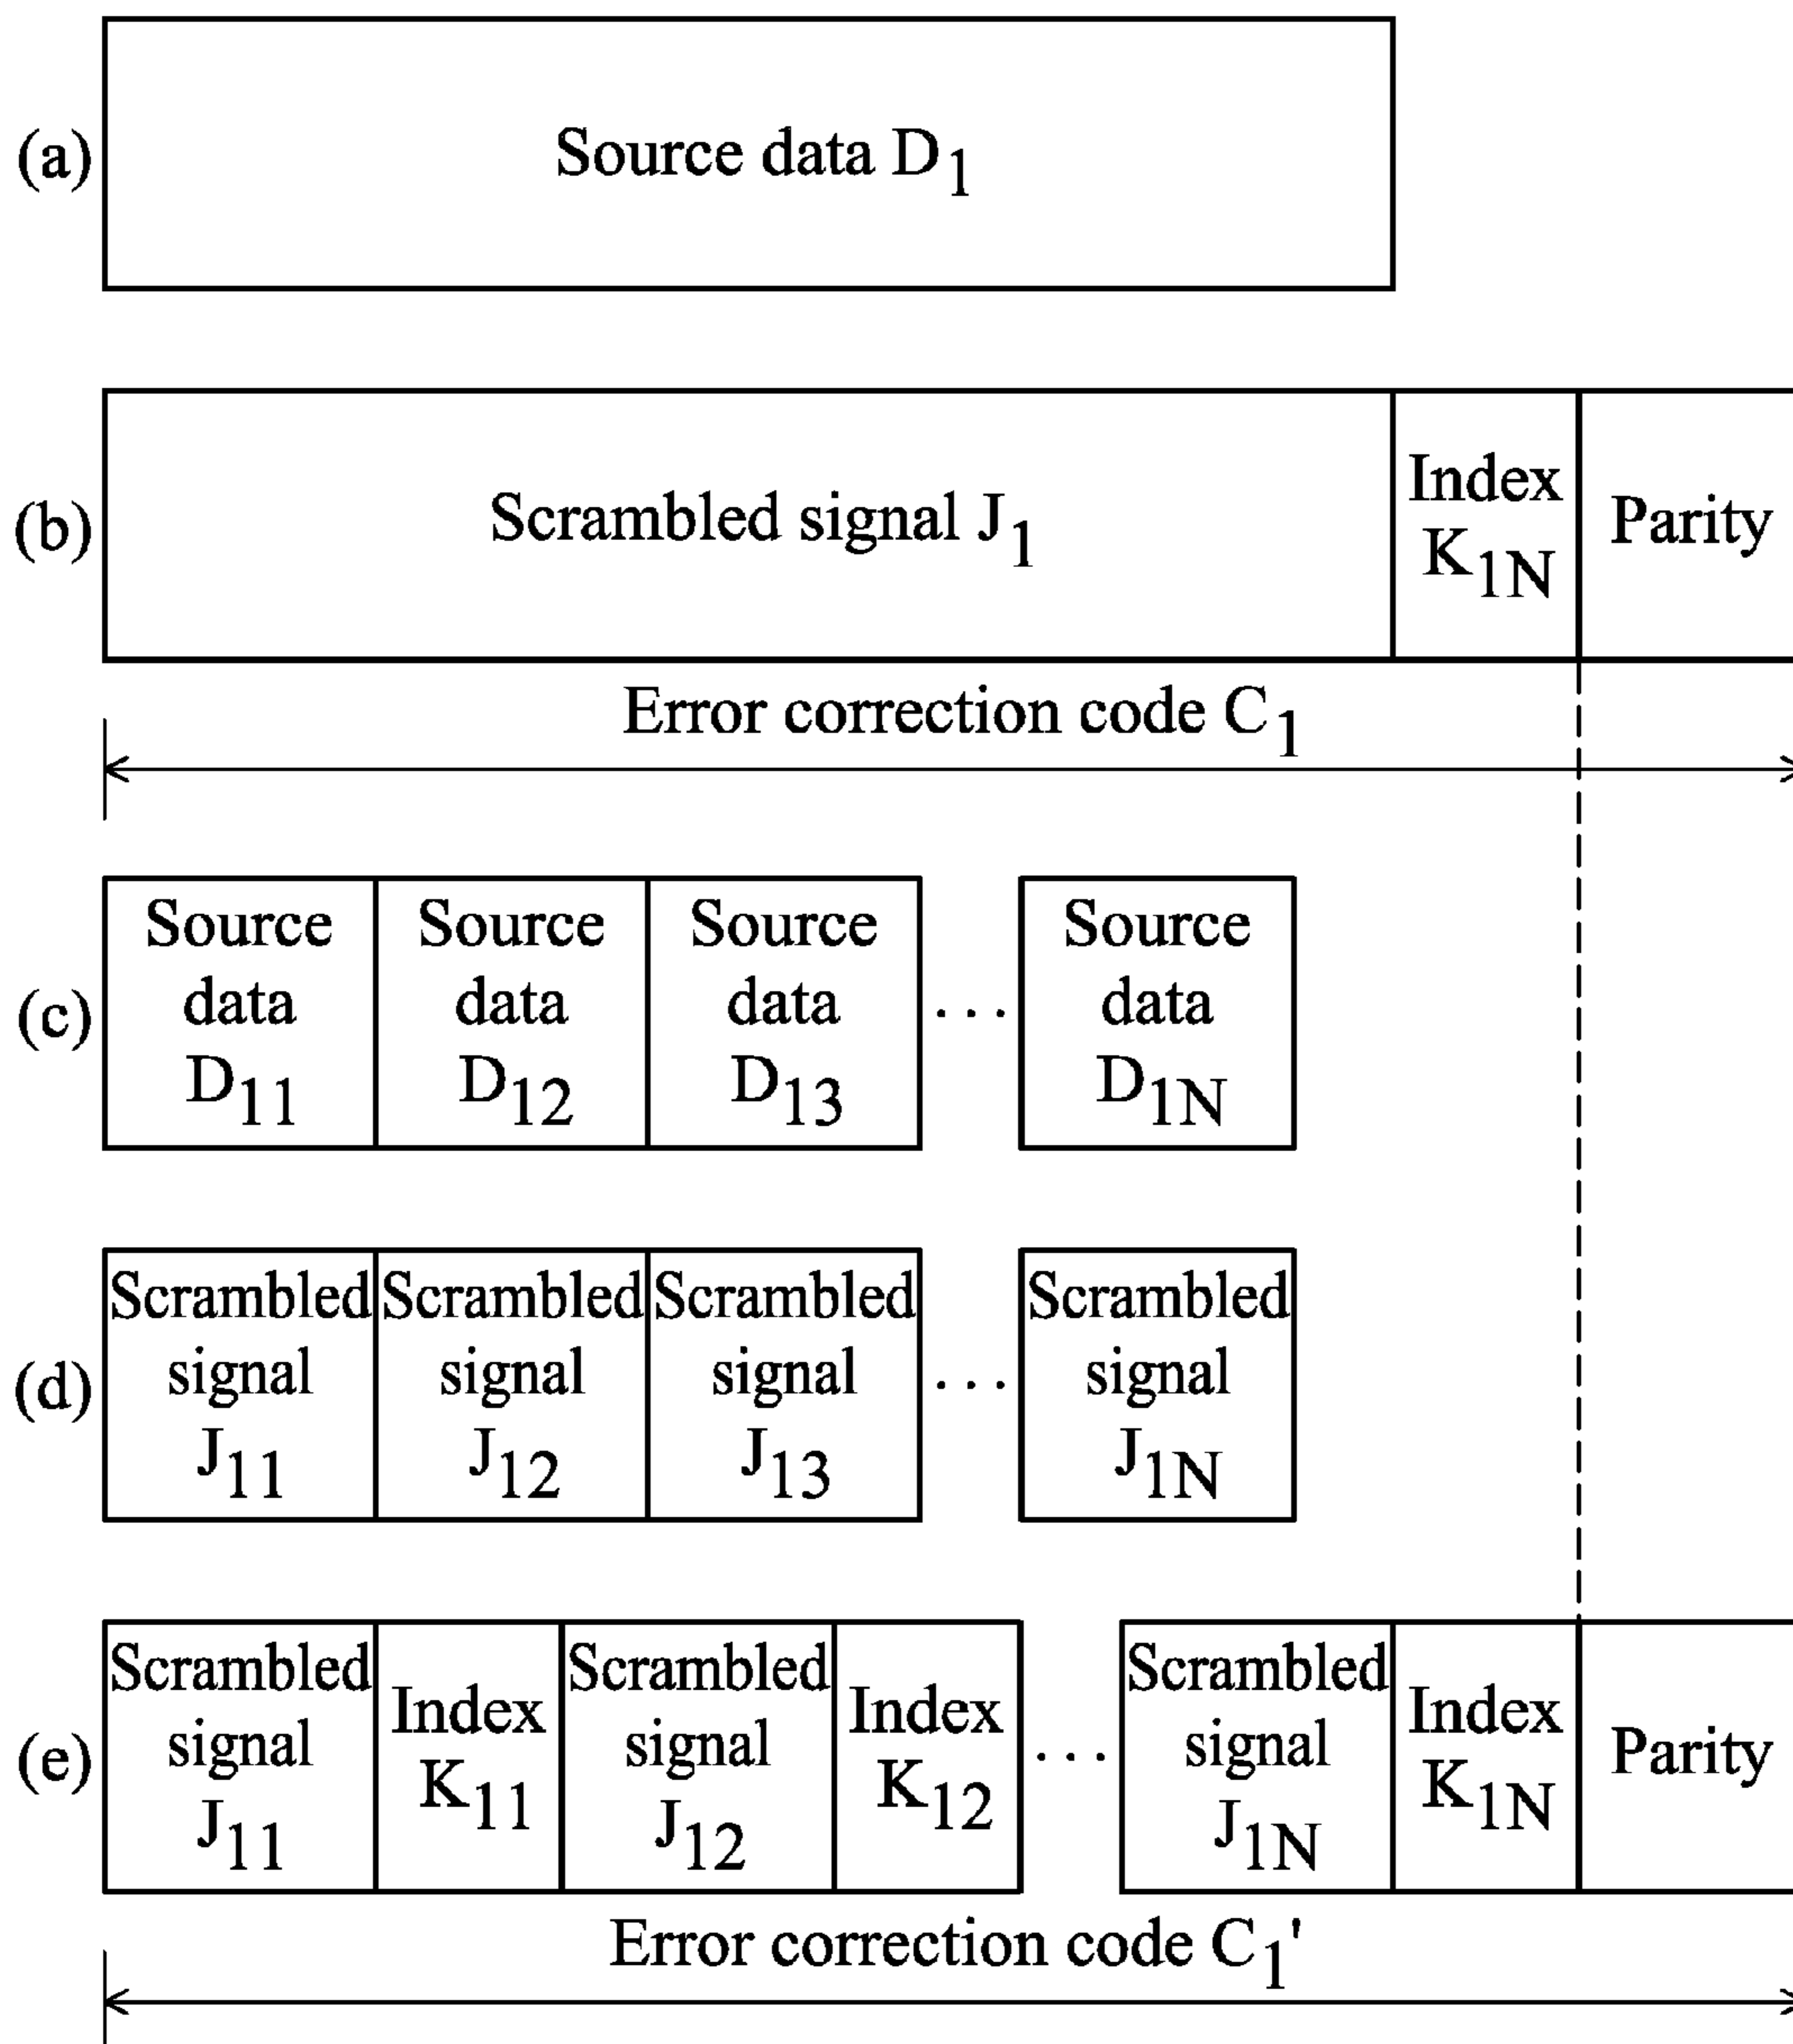 (a)
Source data D1
(b)
Scrambled signal J1
Index
K1N
Parity
Error correction code C1
(c)
Source
data
D11
Source
data
D12
Source
data
D13
...
Source
data
D1N
(d)
Scrambled
signal
J11
Scrambled
signal
J12
Scrambled
signal
J13
...
Scrambled
signal
J1N
(e)
Scrambled
signal
J11
Index
K11
Scrambled
signal
J12
Index
K12
...
Scrambled
signal
J1N
Index
K1N
Parity
Error correction code C1'